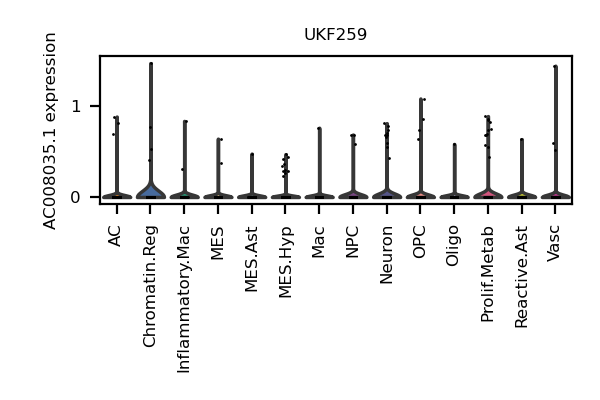 UKF259
AC008035.1 expression
1
0
AC
Chromatin.Reg
Inflammatory.Mac
MES
MES.Ast
MES.Hyp
Mac
NPC
Neuron
OPC
Oligo
Prolif.Metab
Reactive.Ast
Vasc